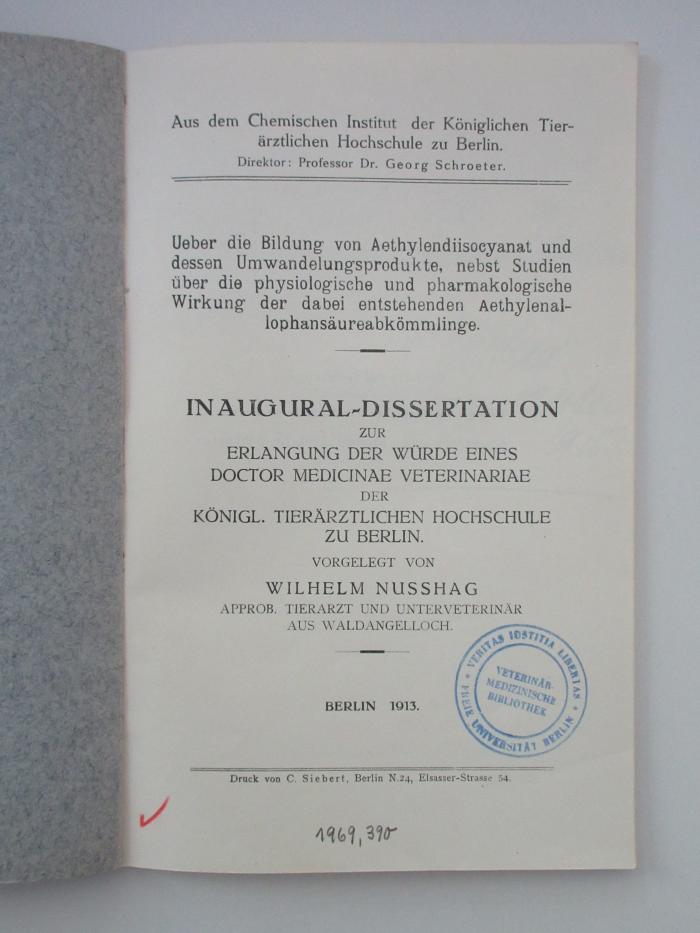 Aus dem Chemischen Institut der Königlichen Tier-
ärztlichen Hochschule zu Berlin.
Direktor: Professor Dr. Georg Schroeter.
Ueber die Bildung von Aethylendiisocyanat und
dessen Umwandelungsprodukte, nebst Studien
über die physiologische und pharmakologische
Wirkung der dabei entstehenden Aethylenal-
lophansäureabkömmlinge.
INAUGURAL-DISSERTATION
ZUR
ERLANGUNG DER WÜRDE EINES
DOCTOR MEDICINAE VETERINARIAE
DER
KÖNIGL. TIERÄRZTLICHEN HOCHSCHULE
ZU BERLIN.
VORGELEGT VON
WILHELM NUSSHAG
APPROB. TIERARZT UND UNTERVETERINÄR
AUS WALDANGELLOCH.
VERITAS IUSTITIA LIBERTAS
FREIE UNIVERSITÄT BERLIN
VETERINÄR-
MEDIZINISCHE
BIBLIOTHEK
BERLIN 1913.
Druck von C. Siebert, Berlin N.24, Elsasser-Strasse 54.
1969,390